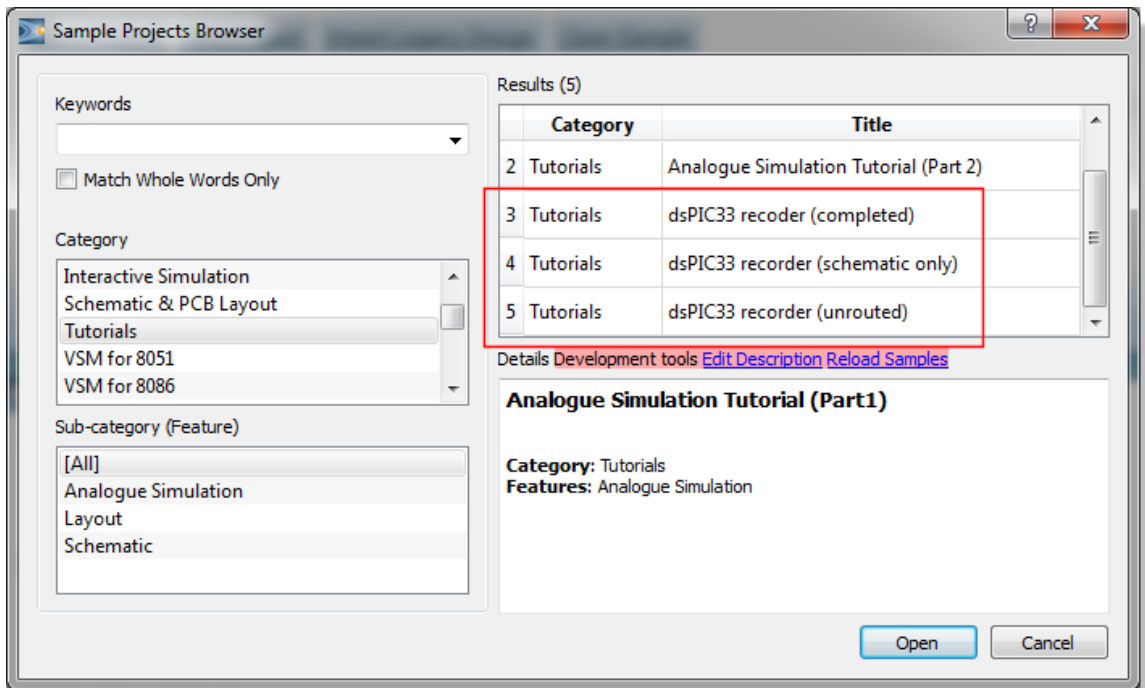 Sample Projects Browser
Keywords
Match Whole Words Only
Category
Interactive Simulation
Schematic & PCB Layout
Tutorials
VSM for 8051
VSM for 8086
Sub-category (Feature)
[All]
Analogue Simulation
Layout
Schematic
Results (5)
Category Title
2 Tutorials Analogue Simulation Tutorial (Part 2)
3 Tutorials dsPIC33 recoder (completed)
4 Tutorials dsPIC33 recorder (schematic only)
5 Tutorials dsPIC33 recorder (unrouted)
Details Development tools Edit Description Reload Samples
Analogue Simulation Tutorial (Part1)
Category: Tutorials
Features: Analogue Simulation
Open Cancel